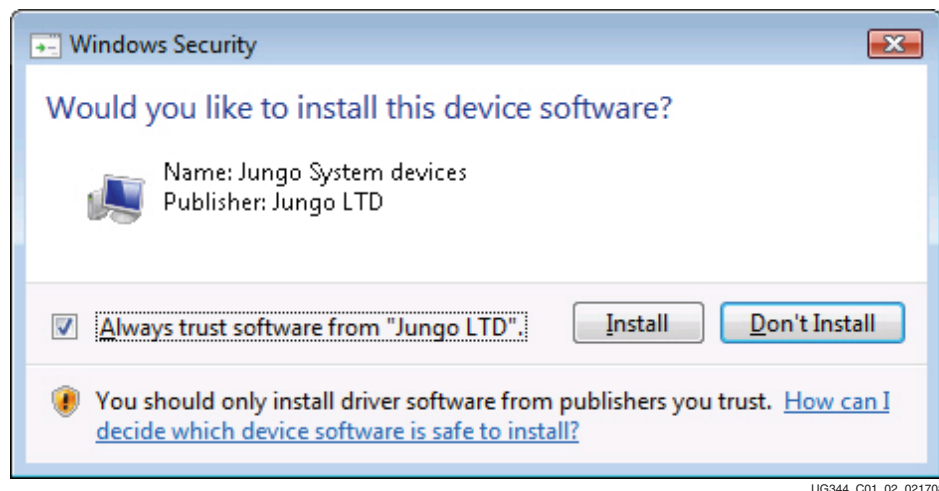 Windows Security
Would you like to install this device software?
Name: Jungo System devices
Publisher: Jungo LTD
Always trust software from "Jungo LTD".
Install
Don't Install
You should only install driver software from publishers you trust. How can I
decide which device software is safe to install?
UG344_C01_02_02170